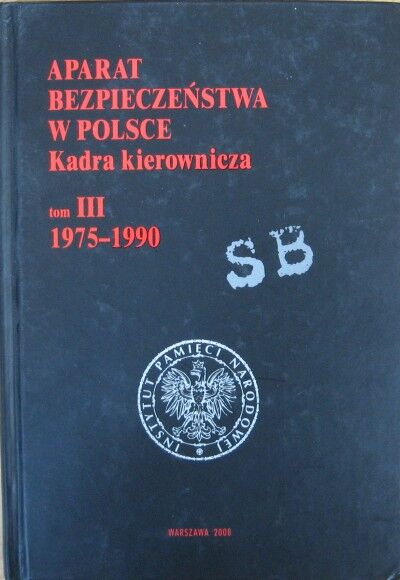 APARAT
BEZPIECZEŃSTWA
W POLSCE
Kadra kierownicza
tom III
1975–1990
SB
INSTYTUT PAMIĘCI NARODOWEJ
WARSZAWA 2008